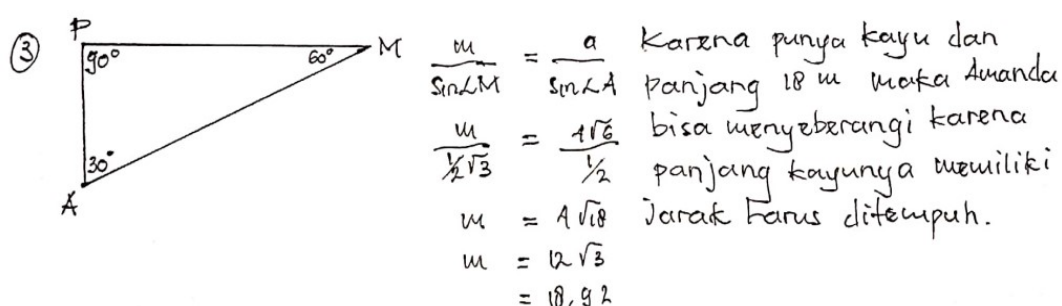 ③
P
90° 60° M
30°
A
m/Sin∠M = a/Sin∠A
m/½√3 = 4√6/½
m = 4√18
m = 12√3
= 18,92
Karena punya kayu dan
panjang 18 m maka Amanda
bisa menyeberangi karena
panjang kayunya memiliki
Jarak harus ditempuh.